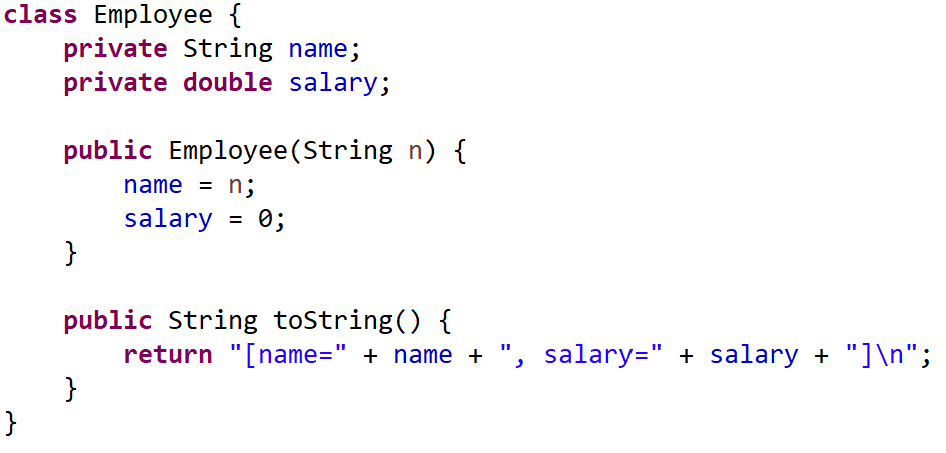 class Employee {
    private String name;
    private double salary;

    public Employee(String n) {
        name = n;
        salary = 0;
    }

    public String toString() {
        return "[name=" + name + ", salary=" + salary + "]\n";
    }
}